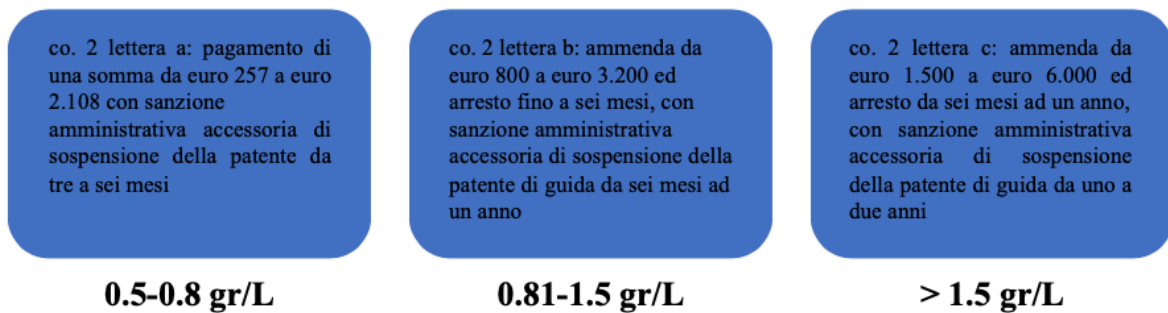 co. 2 lettera a: pagamento di
una somma da euro 257 a euro
2.108 con sanzione
amministrativa accessoria di
sospensione della patente da
tre a sei mesi
co. 2 lettera b: ammenda da
euro 800 a euro 3.200 ed
arresto fino a sei mesi, con
sanzione amministrativa
accessoria di sospensione della
patente di guida da sei mesi ad
un anno
co. 2 lettera c: ammenda da
euro 1.500 a euro 6.000 ed
arresto da sei mesi ad un anno,
con sanzione amministrativa
accessoria di sospensione
della patente di guida da uno a
due anni
0.5-0.8 gr/L
0.81-1.5 gr/L
> 1.5 gr/L